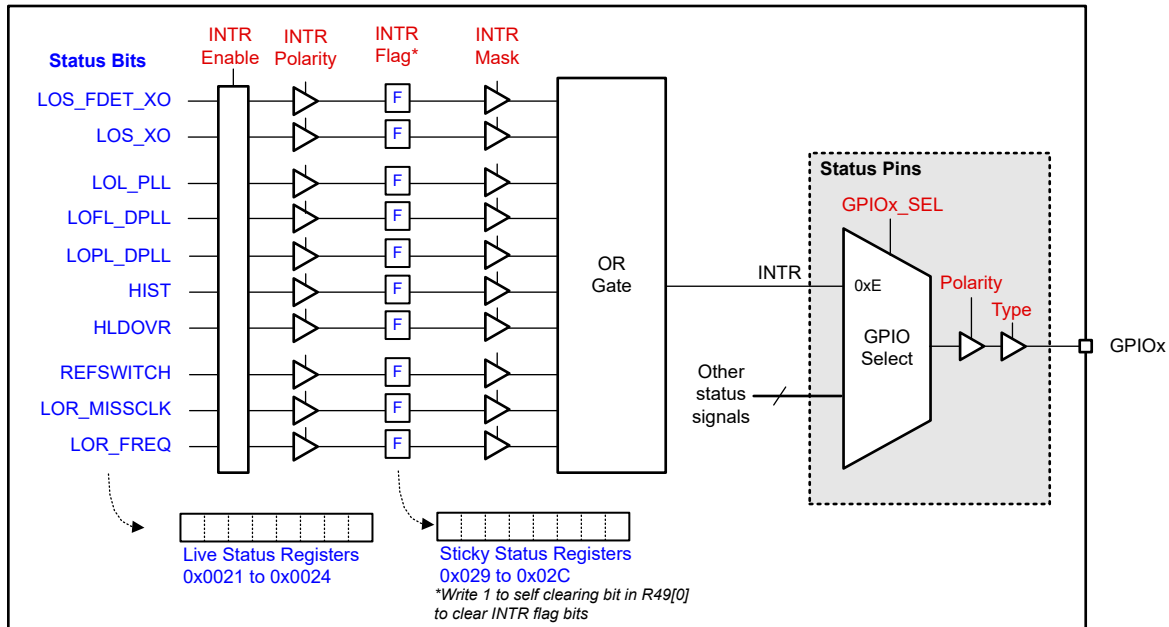 Status Bits
INTR
Enable
INTR
Polarity
INTR
Flag*
INTR
Mask
LOS_FDET_XO
LOS_XO
LOL_PLL
LOFL_DPLL
LOPL_DPLL
HIST
HLDOVR
REFSWITCH
LOR_MISSCLK
LOR_FREQ
F
F
F
F
F
F
F
F
F
F
OR
Gate
INTR
Status Pins
GPIOx_SEL
0xE
GPIO
Select
Polarity
Type
GPIOx
Other
status
signals
Live Status Registers
0x0021 to 0x0024
Sticky Status Registers
0x029 to 0x02C
*Write 1 to self clearing bit in R49[0]
to clear INTR flag bits